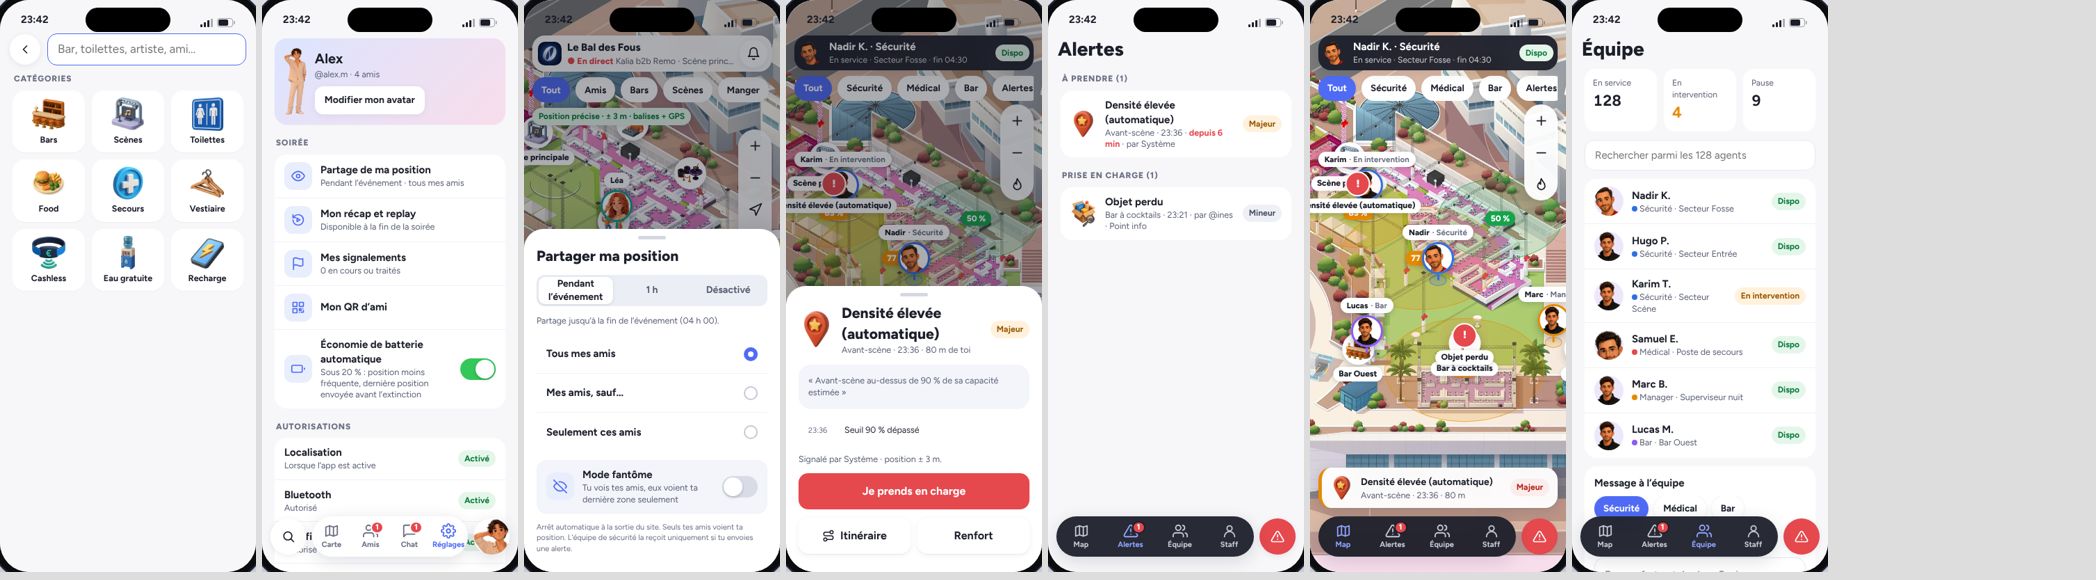 23:42
Bar, toilettes, artiste, ami...
CATÉGORIES
Bars
Scènes
Toilettes
Food
Secours
Vestiaire
Cashless
Eau gratuite
Recharge
23:42
Alex
@alex.m · 4 amis
Modifier mon avatar
SOIRÉE
Partage de ma position
Pendant l'événement · tous mes amis
Mon récap et replay
Disponible à la fin de la soirée
Mes signalements
0 en cours ou traités
Mon QR d'ami
Économie de batterie
automatique
Sous 20 % : position moins
fréquente, dernière position
envoyée avant l'extinction
AUTORISATIONS
Localisation
Lorsque l'app est active
Activé
Bluetooth
Autorisé
Activé
Carte
1
Amis
1
Chat
Réglages
23:42
Le Bal des Fous
En direct Kalia b2b Remo · Scène princ...
Tout
Amis
Bars
Scènes
Manger
Position précise · ± 3 m · balises + GPS
e principale
Léa
Partager ma position
Pendant
l'événement
1 h
Désactivé
Partage jusqu'à la fin de l'événement (04 h 00).
Tous mes amis
Mes amis, sauf...
Seulement ces amis
Mode fantôme
Tu vois tes amis, eux voient ta
dernière zone seulement
Arrêt automatique à la sortie du site. Seuls tes amis voient ta
position. L'équipe de sécurité la reçoit uniquement si tu envoies
une alerte.
23:42
Nadir K. · Sécurité
En service · Secteur Fosse · fin 04:30
Dispo
Tout
Sécurité
Médical
Bar
Alertes
Karim · En intervention
Scène p
nsité élevée (automatique)
50 %
Nadir · Sécurité
77
Densité élevée
(automatique)
Avant-scène · 23:36 · 80 m de toi
Majeur
« Avant-scène au-dessus de 90 % de sa capacité
estimée »
23:36 Seuil 90 % dépassé
Signalé par Système · position ± 3 m.
Je prends en charge
Itinéraire
Renfort
23:42
Alertes
À PRENDRE (1)
Densité élevée
(automatique)
Avant-scène · 23:36 · depuis 6
min · par Système
Majeur
PRISE EN CHARGE (1)
Objet perdu
Bar à cocktails · 23:21 · par @ines
· Point info
Mineur
Map
1
Alertes
Équipe
Staff
23:42
Nadir K. · Sécurité
En service · Secteur Fosse · fin 04:30
Dispo
Tout
Sécurité
Médical
Bar
Alertes
Karim · En intervention
Scène p
nsité élevée (automatique)
50 %
Nadir · Sécurité
77
Marc · Man
Lucas · Bar
Objet perdu
Bar à cocktails
Bar Ouest
Densité élevée (automatique)
Avant-scène · 23:36 · 80 m
Majeur
Map
1
Alertes
Équipe
Staff
23:42
Équipe
En service
128
En
intervention
4
Pause
9
Rechercher parmi les 128 agents
Nadir K.
Sécurité · Secteur Fosse
Dispo
Hugo P.
Sécurité · Secteur Entrée
Dispo
Karim T.
Sécurité · Secteur
Scène
En intervention
Samuel E.
Médical · Poste de secours
Dispo
Marc B.
Manager · Superviseur nuit
Dispo
Lucas M.
Bar · Bar Ouest
Dispo
Message à l'équipe
Sécurité
Médical
Bar
Map
1
Alertes
Équipe
Staff